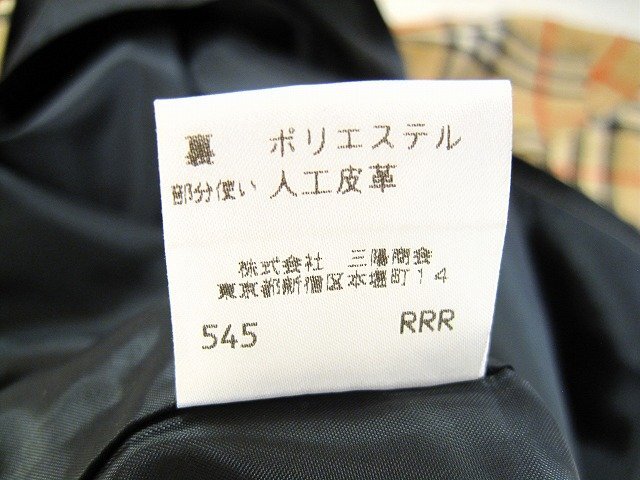 裏 ポリエステル
部分使い 人工皮革
株式会社 三陽商会
東京都新宿区本塩町14
545 RRR